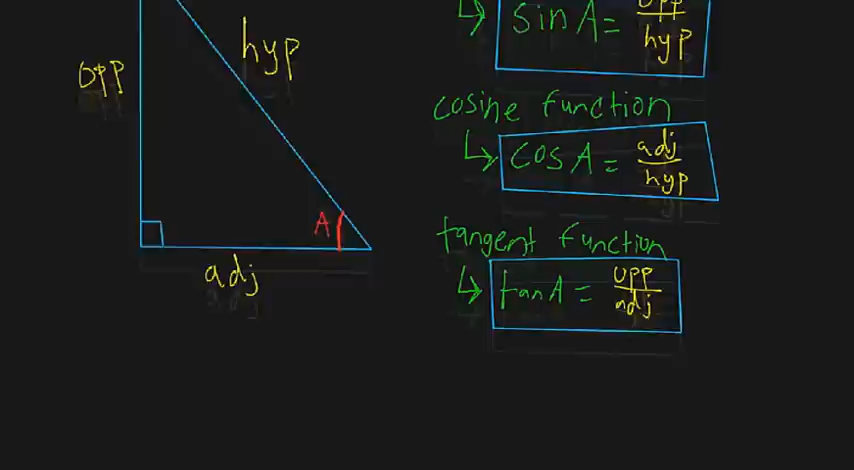 opp
hyp
A
adj
sin A = opp/hyp
cosine function
↳ cos A = adj/hyp
tangent function
↳ tan A = opp/adj